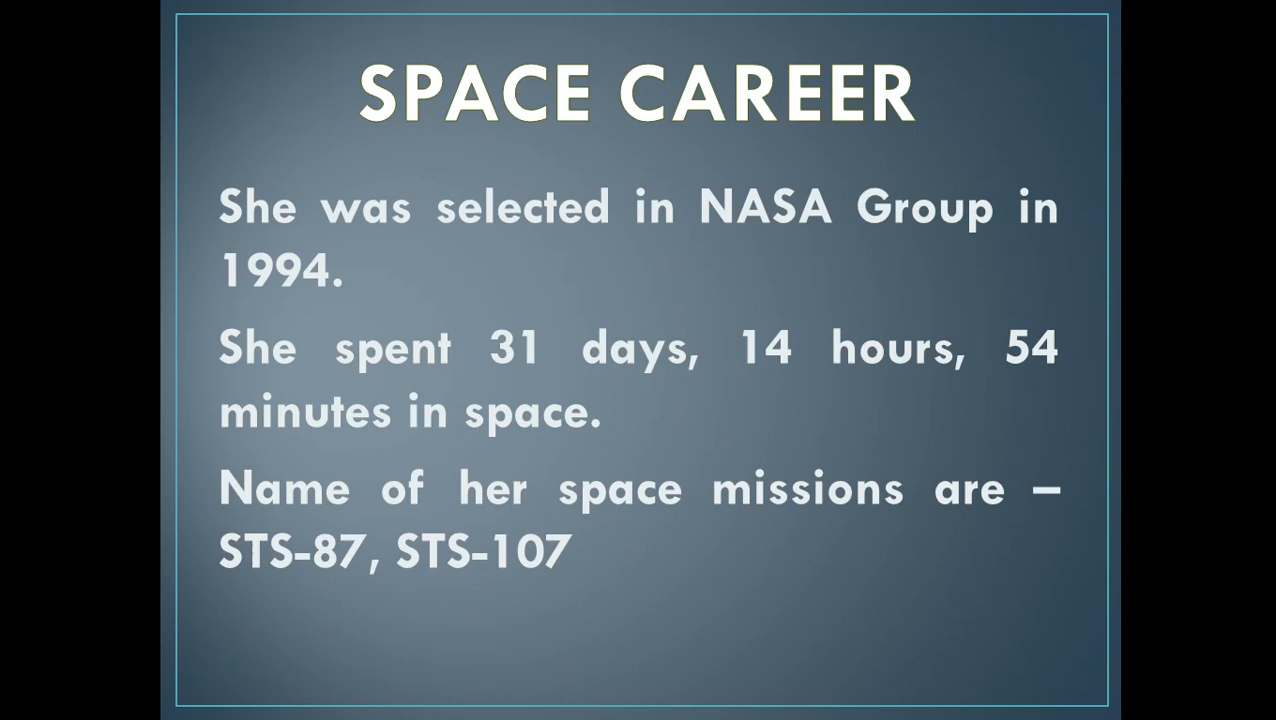 SPACE CAREER
She was selected in NASA Group in
1994.
She spent 31 days, 14 hours, 54
minutes in space.
Name of her space missions are –
STS-87, STS-107